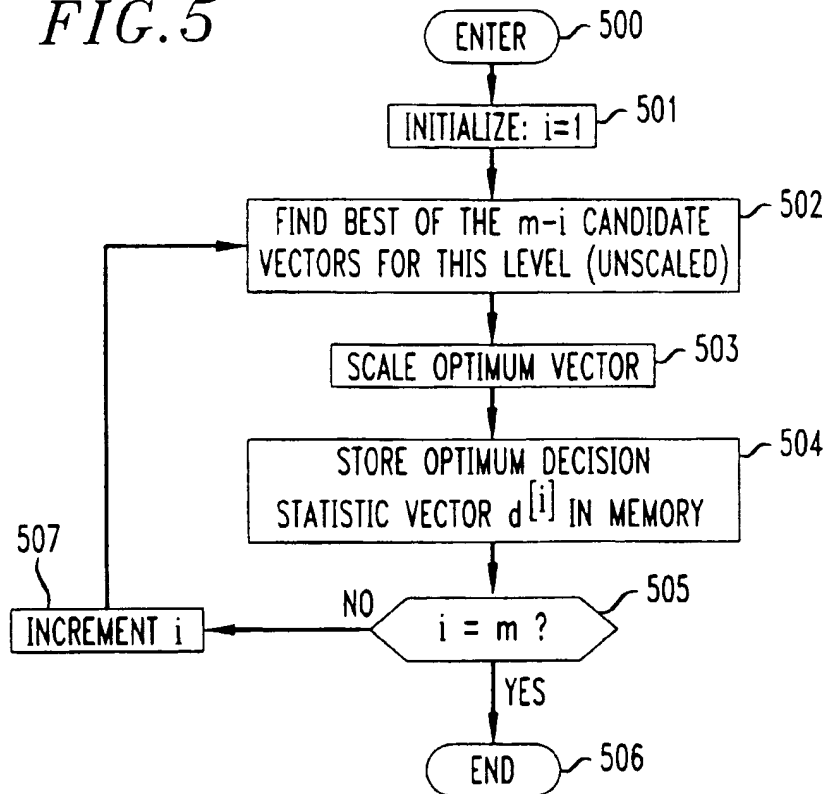 FIG. 5
ENTER
500
INITIALIZE: i=1
501
502
FIND BEST OF THE m-i CANDIDATE
VECTORS FOR THIS LEVEL (UNSCALED)
SCALE OPTIMUM VECTOR
503
504
STORE OPTIMUM DECISION
STATISTIC VECTOR d[i] IN MEMORY
507
INCREMENT i
NO
i = m ?
505
YES
END
506